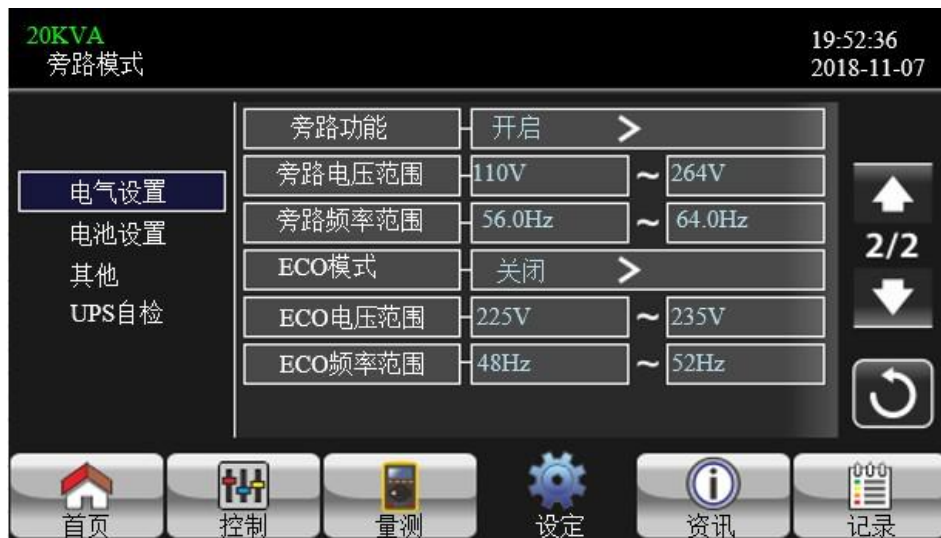 20KVA
旁路模式
19:52:36
2018-11-07
电气设置
电池设置
其他
UPS自检
旁路功能 开启 >
旁路电压范围 110V ~ 264V
旁路频率范围 56.0Hz ~ 64.0Hz
ECO模式 关闭 >
ECO电压范围 225V ~ 235V
ECO频率范围 48Hz ~ 52Hz
2/2
首页 控制 量测 设定 资讯 记录